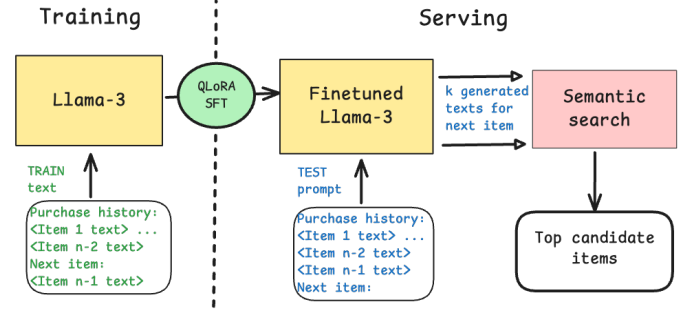 Training
Serving
Llama-3
QLoRA
SFT
Finetuned
Llama-3
k generated
texts for
next item
Semantic
search
TRAIN
text
Purchase history:
<Item 1 text> ...
<Item n-2 text>
Next item:
<Item n-1 text>
TEST
prompt
Purchase history:
<Item 1 text> ...
<Item n-2 text>
<Item n-1 text>
Next item:
Top candidate
items